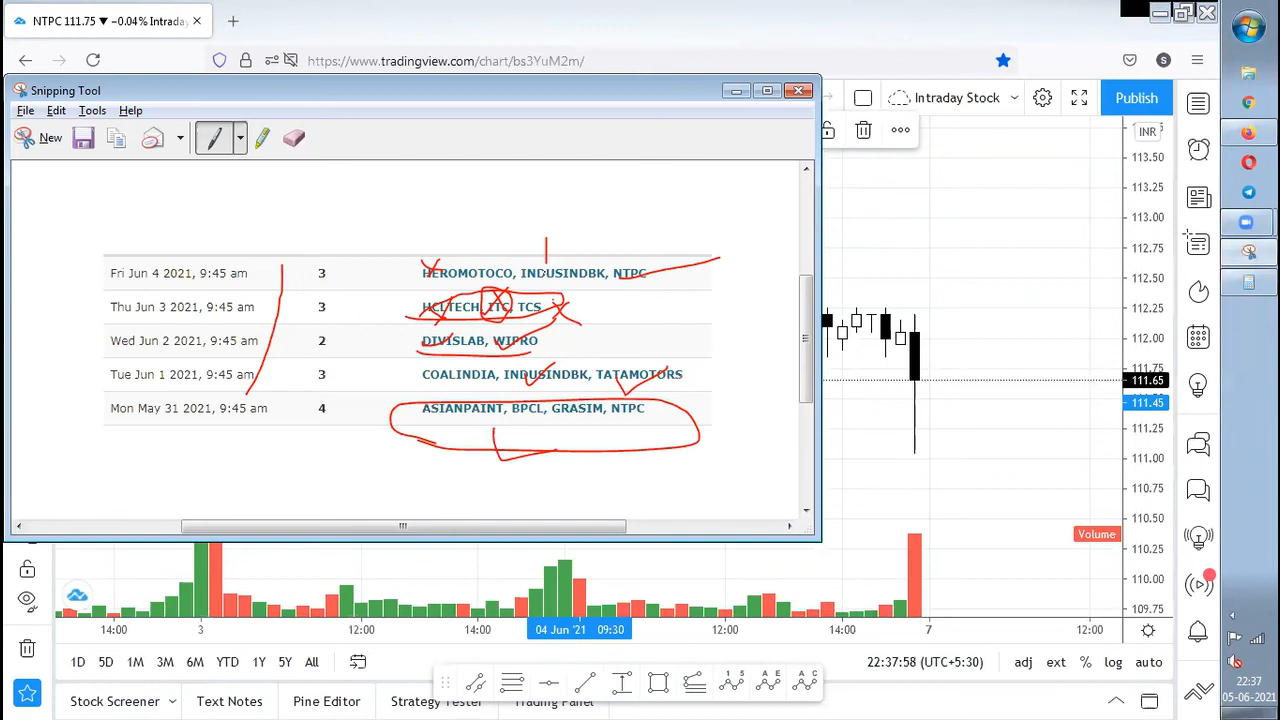 NTPC 111.75 ▼ −0.04% Intraday
https://www.tradingview.com/chart/bs3YuM2m/
S
Snipping Tool
File Edit Tools Help
New
Intraday Stock
Publish
INR
Fri Jun 4 2021, 9:45 am 3 HEROMOTOCO, INDUSINDBK, NTPC
Thu Jun 3 2021, 9:45 am 3 HCLTECH, ITC, TCS
Wed Jun 2 2021, 9:45 am 2 DIVISLAB, WIPRO
Tue Jun 1 2021, 9:45 am 3 COALINDIA, INDUSINDBK, TATAMOTORS
Mon May 31 2021, 9:45 am 4 ASIANPAINT, BPCL, GRASIM, NTPC
113.50
113.25
113.00
112.75
112.50
112.25
112.00
111.75
111.65
111.45
111.00
110.75
110.50
Volume
110.25
110.00
109.75
14:00 3 12:00 14:00 04 Jun '21 09:30 12:00 14:00 7 12:00
1D 5D 1M 3M 6M YTD 1Y 5Y All
22:37:58 (UTC+5:30) adj ext % log auto
Stock Screener Text Notes Pine Editor Strategy Tester Trading Panel
22:37
05-06-2021